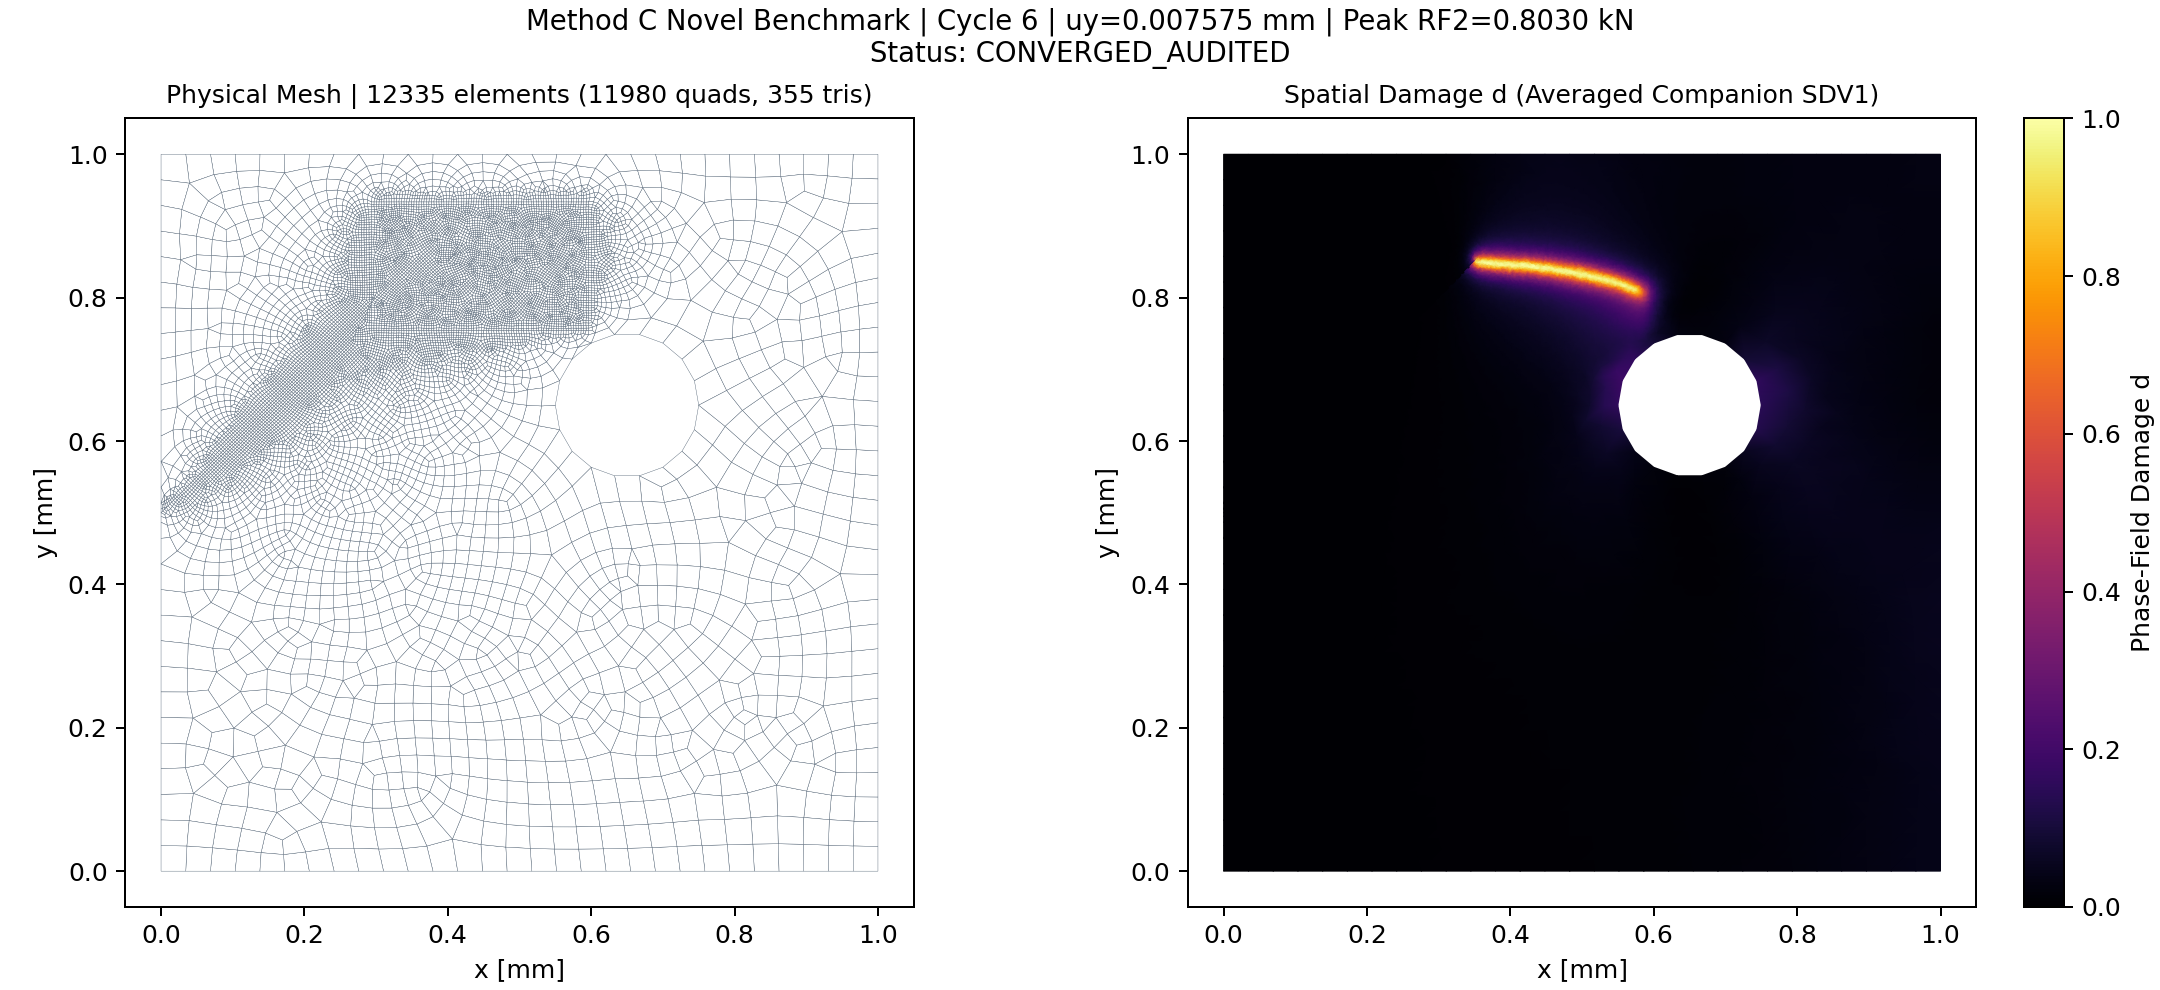 Method C Novel Benchmark | Cycle 6 | uy=0.007575 mm | Peak RF2=0.8030 kN
Status: CONVERGED_AUDITED
Physical Mesh | 12335 elements (11980 quads, 355 tris)
1.0
0.8
0.6
0.4
0.2
0.0
y [mm]
0.0 0.2 0.4 0.6 0.8 1.0
x [mm]
Spatial Damage d (Averaged Companion SDV1)
1.0
0.8
0.6
0.4
0.2
0.0
y [mm]
0.0 0.2 0.4 0.6 0.8 1.0
x [mm]
1.0
0.8
0.6
0.4
0.2
0.0
Phase-Field Damage d